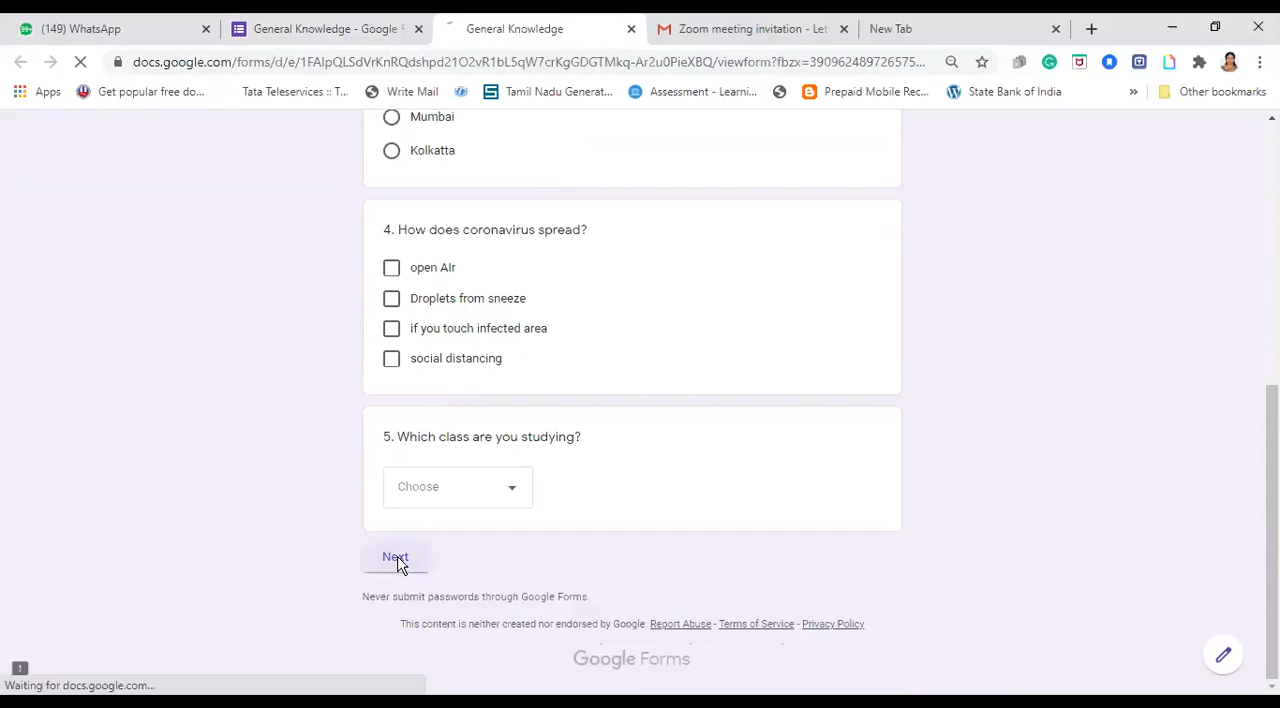 (149) WhatsApp
General Knowledge - Google
General Knowledge
Zoom meeting invitation - Let
New Tab
docs.google.com/forms/d/e/
Apps
Get popular free do...
Tata Teleservices :: T...
Write Mail
Tamil Nadu Generat...
Assessment - Learni...
Prepaid Mobile Rec...
State Bank of India
»
Other bookmarks
Mumbai
Kolkatta
4. How does coronavirus spread?
open AIr
Droplets from sneeze
if you touch infected area
social distancing
5. Which class are you studying?
Choose
Next
Never submit passwords through Google Forms.
This content is neither created nor endorsed by Google. Report Abuse - Terms of Service - Privacy Policy
Google Forms
Waiting for docs.google.com...